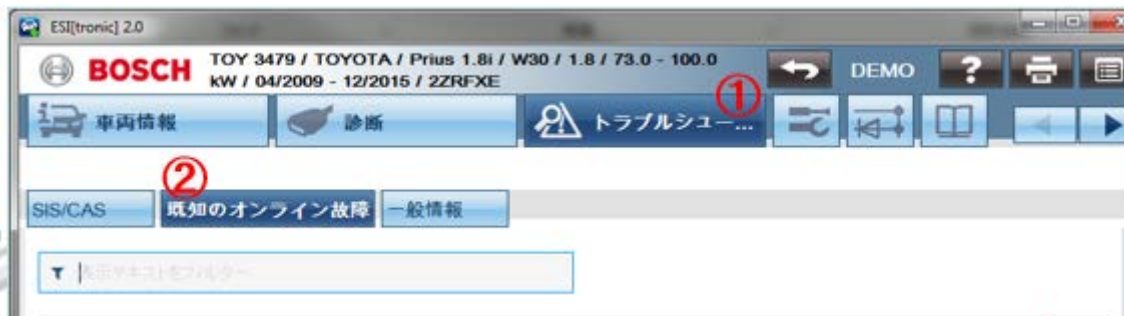 ESI[tronic] 2.0
BOSCH
TOY 3479 / TOYOTA / Prius 1.8i / W30 / 1.8 / 73.0 - 100.0
kW / 04/2009 - 12/2015 / 2ZRFXE
DEMO
?
①
車両情報
診断
トラブルシュー...
②
SIS/CAS
既知のオンライン故障
一般情報
表示テキストをフィルター